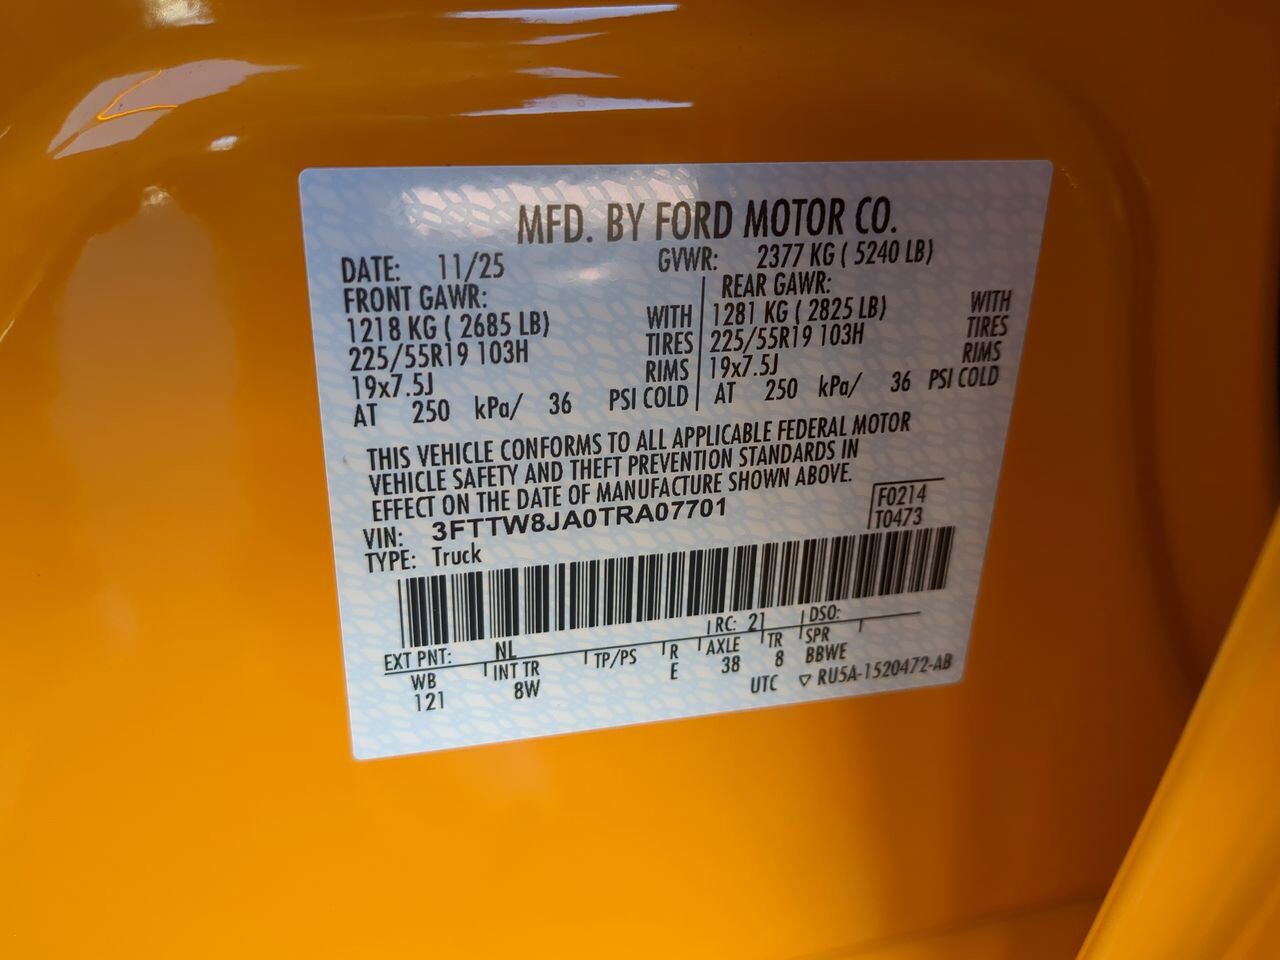 MFD. BY FORD MOTOR CO.
DATE: 11/25 GVWR: 2377 KG ( 5240 LB)
FRONT GAWR: REAR GAWR:
1218 KG ( 2685 LB) WITH 1281 KG ( 2825 LB) WITH
225/55R19 103H TIRES 225/55R19 103H TIRES
19x7.5J RIMS 19x7.5J RIMS
AT 250 kPa/ 36 PSI COLD AT 250 kPa/ 36 PSI COLD
THIS VEHICLE CONFORMS TO ALL APPLICABLE FEDERAL MOTOR
VEHICLE SAFETY AND THEFT PREVENTION STANDARDS IN
EFFECT ON THE DATE OF MANUFACTURE SHOWN ABOVE.
VIN: 3FTTW8JA0TRA07701 F0214
TYPE: Truck T0473
EXT PNT: NL RC: 21 DSO:
WB INT TR TP/PS R AXLE TR SPR
121 8W E 38 8 BBWE
UTC ▽ RU5A-1520472-AB